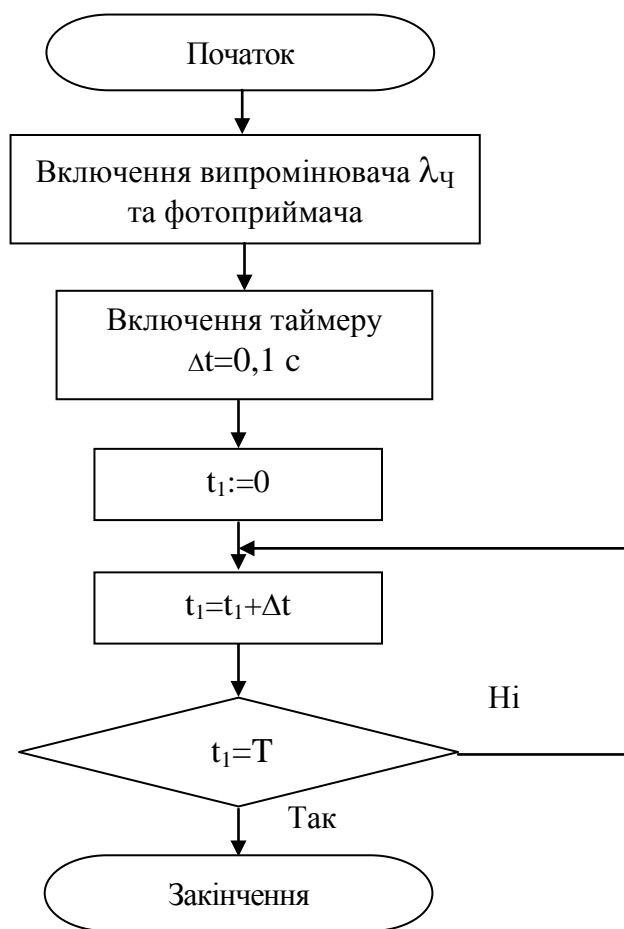 Початок
Включення випромінювача λЧ
та фотоприймача
Включення таймеру
Δt=0,1 с
t₁:=0
t₁=t₁+Δt
Ні
t₁=T
Так
Закінчення